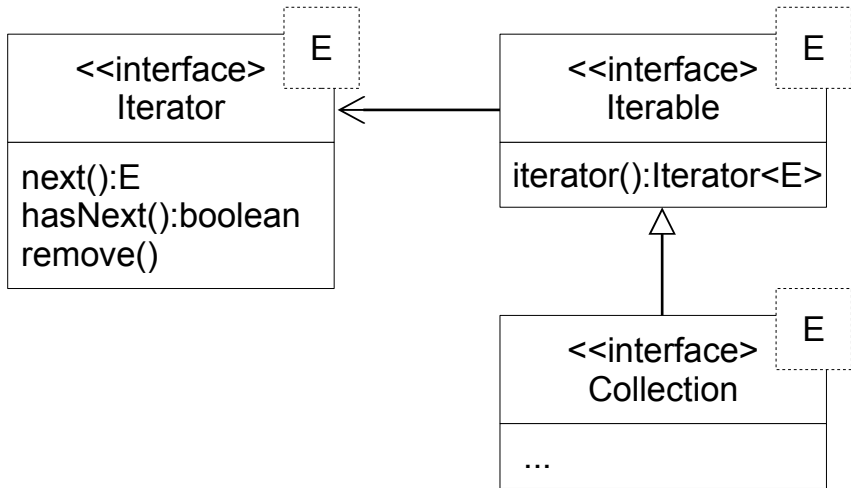 E
<<interface>
Iterator
next():E
hasNext():boolean
remove()
E
<<interface>
Iterable
iterator():Iterator<E>
E
<<interface>
Collection
...